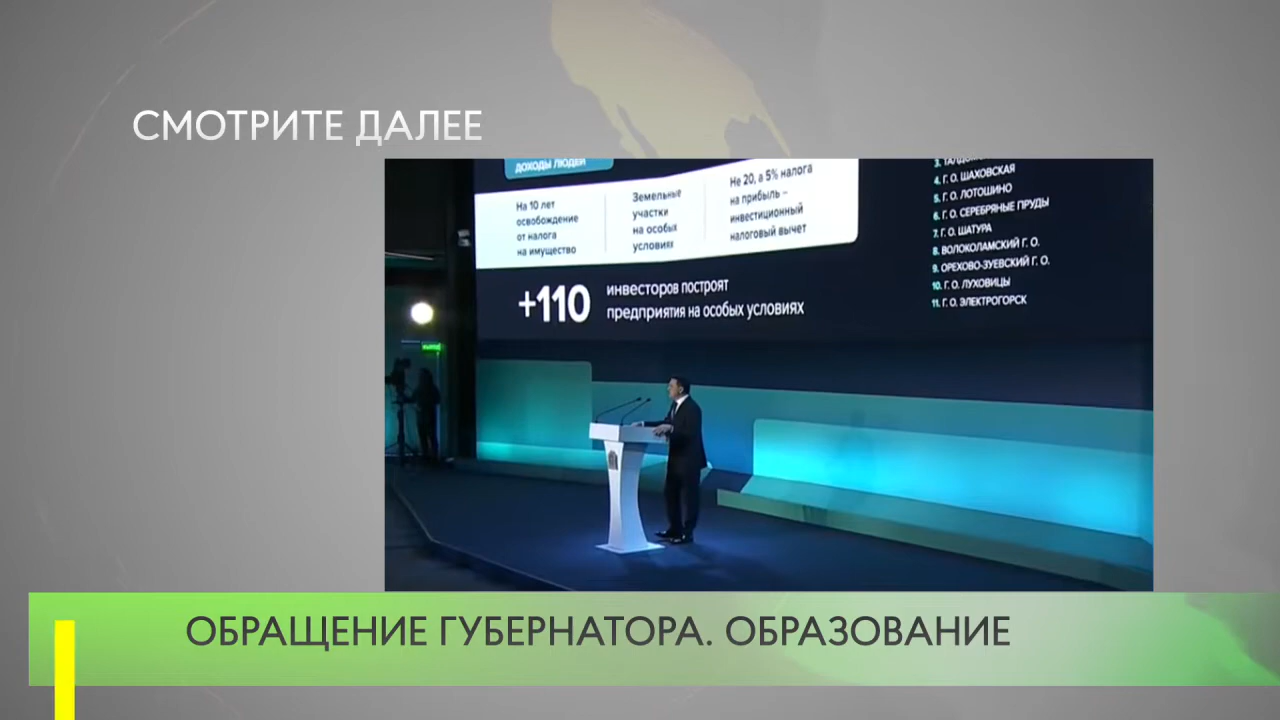 СМОТРИТЕ ДАЛЕЕ
ДОХОДЫ ЛЮДЕЙ
На 10 лет
освобождение
от налога
на имущество
Земельные
участки
на особых
условиях
Не 20, а 5% налога
на прибыль –
инвестиционный
налоговый вычет
+110
инвесторов построят
предприятия на особых условиях
3.
4. Г. О. ШАХОВСКАЯ
5. Г. О. ЛОТОШИНО
6. Г. О. СЕРЕБРЯНЫЕ ПРУДЫ
7. Г. О. ШАТУРА
8. ВОЛОКОЛАМСКИЙ Г. О.
9. ОРЕХОВО-ЗУЕВСКИЙ Г. О.
10. Г. О. ЛУХОВИЦЫ
11. Г. О. ЭЛЕКТРОГОРСК
ОБРАЩЕНИЕ ГУБЕРНАТОРА. ОБРАЗОВАНИЕ